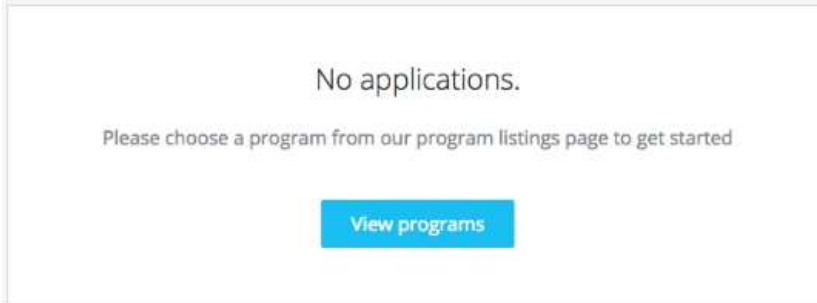 No applications.
Please choose a program from our program listings page to get started
View programs